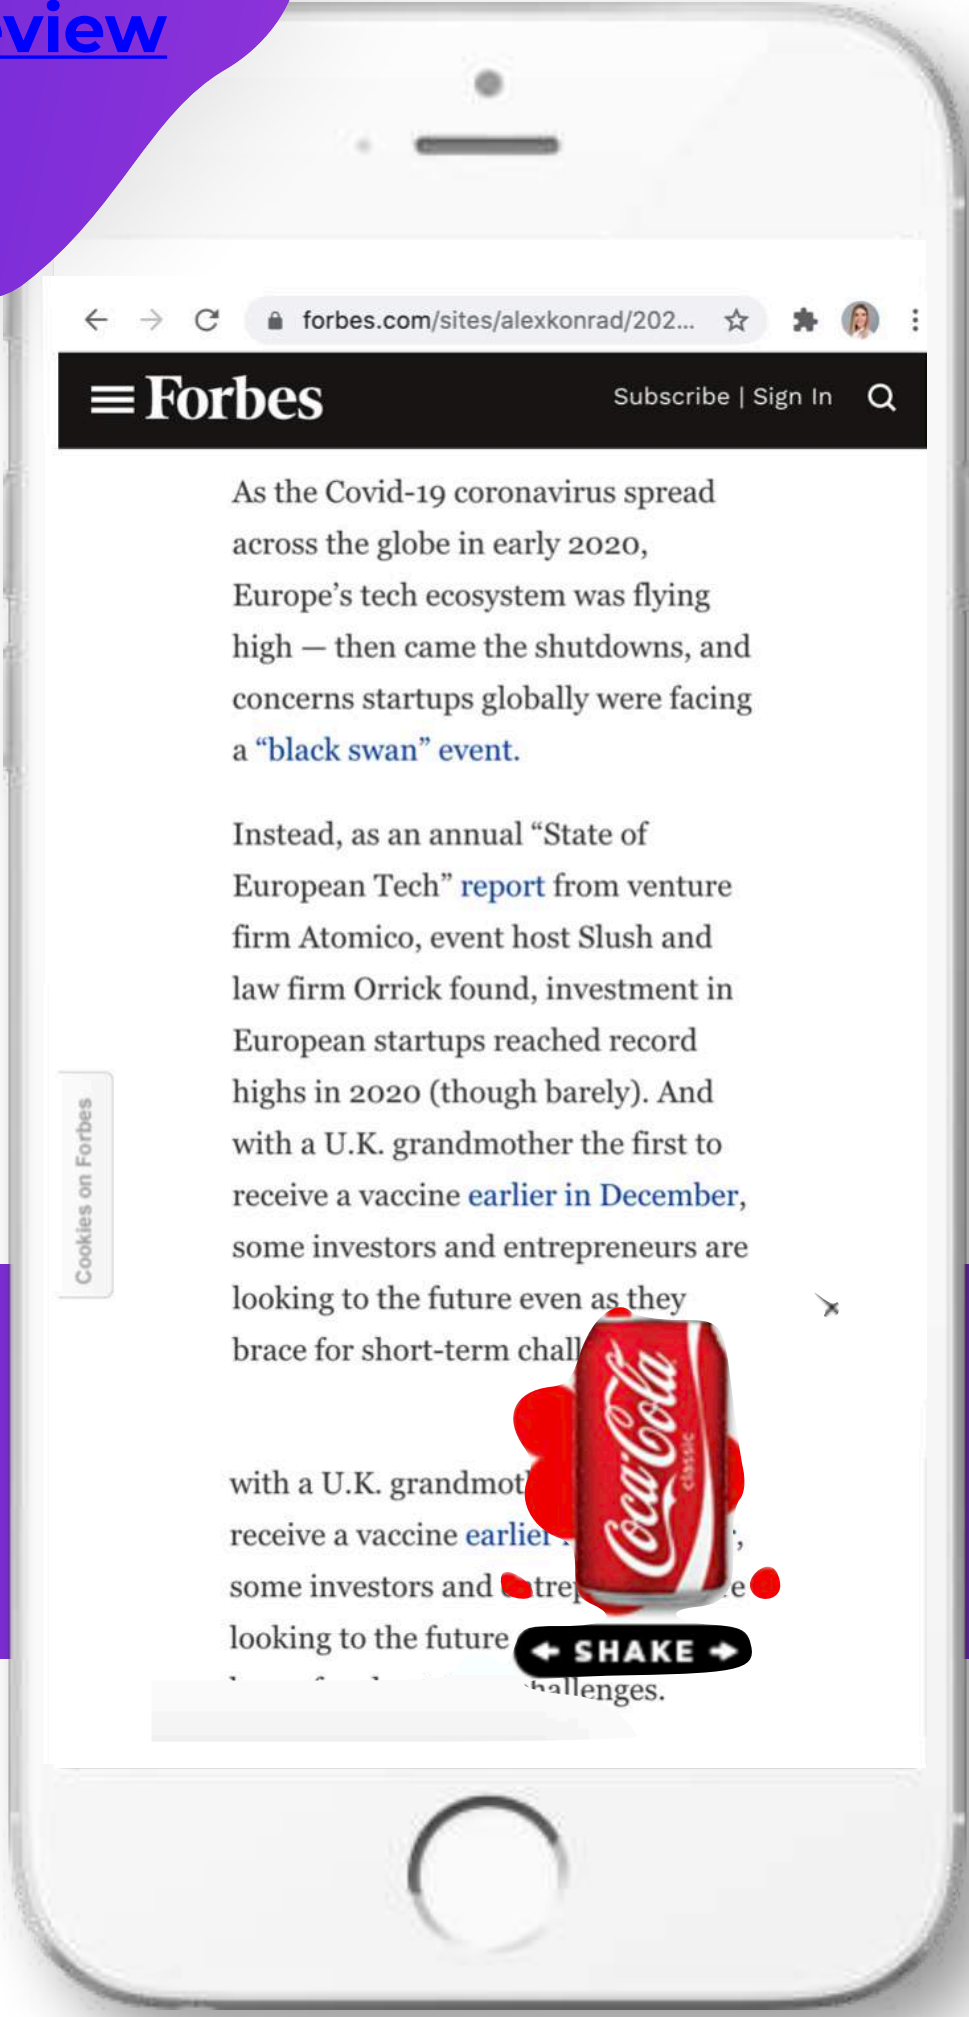 eview
forbes.com/sites/alexkonrad/202...
Forbes
Subscribe | Sign In
As the Covid-19 coronavirus spread
across the globe in early 2020,
Europe's tech ecosystem was flying
high — then came the shutdowns, and
concerns startups globally were facing
a “black swan” event.
Instead, as an annual “State of
European Tech” report from venture
firm Atomico, event host Slush and
law firm Orrick found, investment in
European startups reached record
highs in 2020 (though barely). And
with a U.K. grandmother the first to
receive a vaccine earlier in December,
some investors and entrepreneurs are
looking to the future even as they
brace for short-term chall
Cookies on Forbes
Coca-Cola
classic
with a U.K. grandmot
receive a vaccine earlier
some investors and
looking to the future
SHAKE
hallenges.